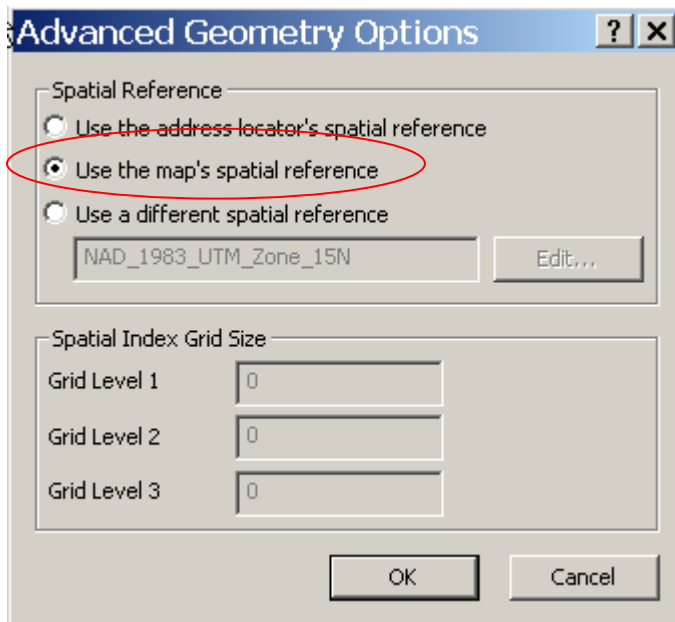 Advanced Geometry Options
Spatial Reference
Use the address locator's spatial reference
Use the map's spatial reference
Use a different spatial reference
NAD_1983_UTM_Zone_15N Edit...
Spatial Index Grid Size
Grid Level 1 0
Grid Level 2 0
Grid Level 3 0
OK Cancel